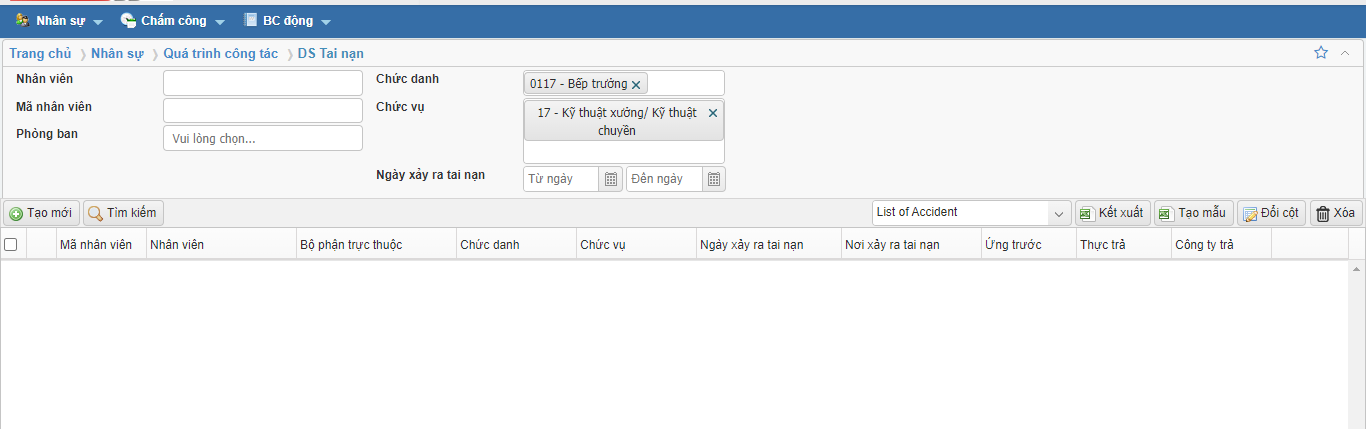 Nhân sự Chấm công BC động
Trang chủ Nhân sự Quá trình công tác DS Tai nạn
Nhân viên Chức danh 0117 - Bếp trưởng
Mã nhân viên Chức vụ 17 - Kỹ thuật xưởng/ Kỹ thuật
chuyền
Phòng ban Vui lòng chọn...
Ngày xảy ra tai nạn Từ ngày Đến ngày
Tạo mới Tìm kiếm List of Accident Kết xuất Tạo mẫu Đổi cột Xóa
Mã nhân viên Nhân viên Bộ phận trực thuộc Chức danh Chức vụ Ngày xảy ra tai nạn Nơi xảy ra tai nạn Ứng trước Thực trả Công ty trả